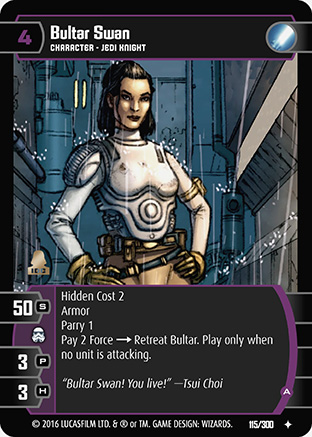 4
Bultar Swan
CHARACTER - JEDI KNIGHT
50 S
3 P
3 H
Hidden Cost 2
Armor
Parry 1
Pay 2 Force → Retreat Bultar. Play only when
no unit is attacking.
"Bultar Swan! You live!" —Tsui Choi
A
© 2016 LUCASFILM LTD. & ® or TM. GAME DESIGN: WIZARDS.
115/300